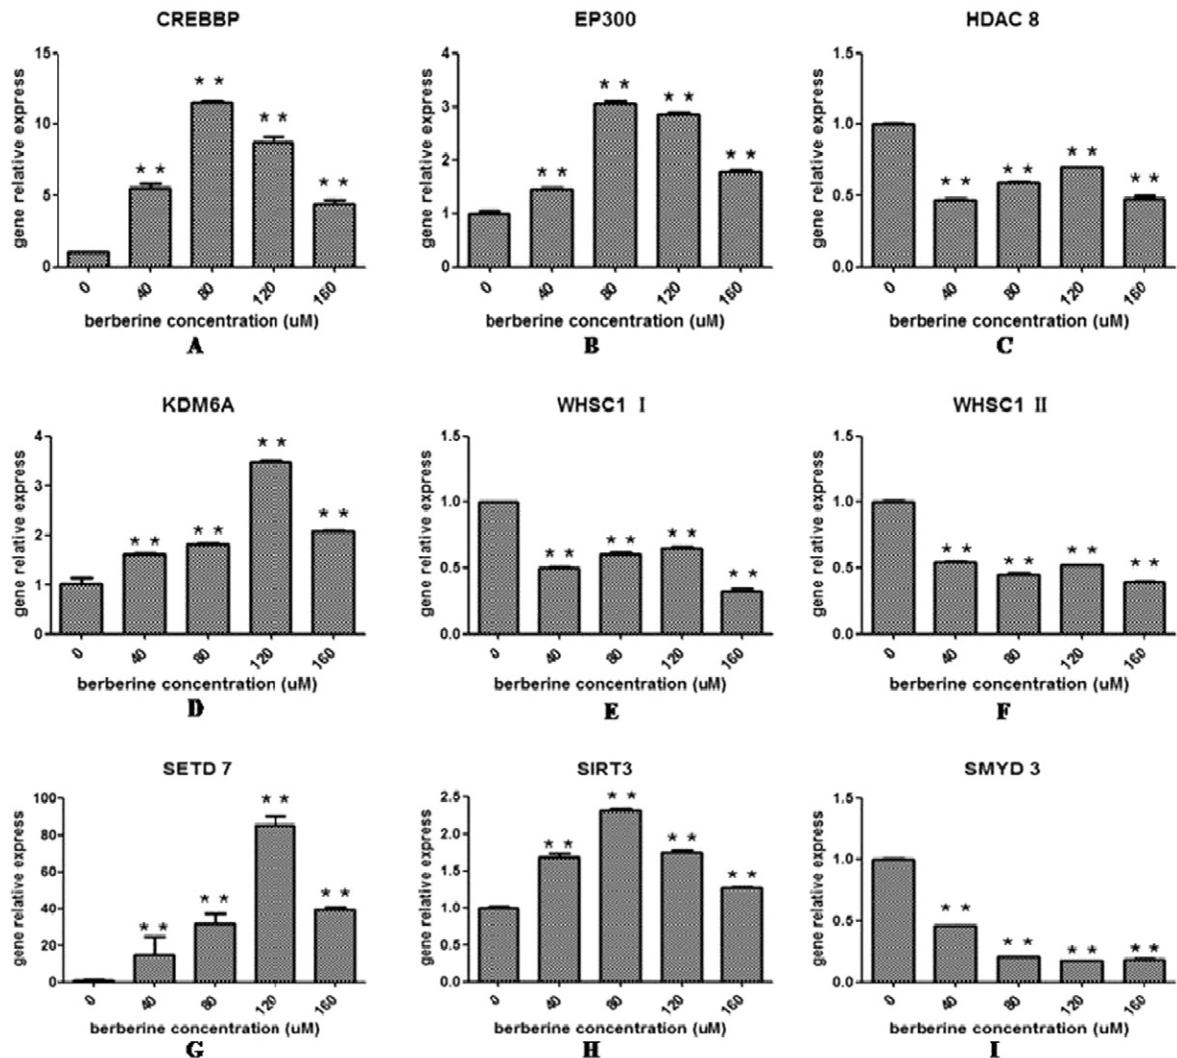 CREBBP
gene relative express
15
10
5
0
* *
* *
* *
* *
0 40 80 120 160
berberine concentration (uM)
A
EP300
gene relative express
4
3
2
1
0
* *
* *
* *
* *
0 40 80 120 160
berberine concentration (uM)
B
HDAC 8
gene relative express
1.5
1.0
0.5
0.0
* *
* *
* *
* *
0 40 80 120 160
berberine concentration (uM)
C
KDM6A
gene relative express
4
3
2
1
0
* *
* *
* *
* *
0 40 80 120 160
berberine concentration (uM)
D
WHSC1 I
gene relative express
1.5
1.0
0.5
0.0
* *
* *
* *
* *
0 40 80 120 160
berberine concentration (uM)
E
WHSC1 II
gene relative express
1.5
1.0
0.5
0.0
* *
* *
* *
* *
0 40 80 120 160
berberine concentration (uM)
F
SETD 7
gene relative express
100
80
60
40
20
0
* *
* *
* *
* *
0 40 80 120 160
berberine concentration (uM)
G
SIRT3
gene relative express
2.5
2.0
1.5
1.0
0.5
0.0
* *
* *
* *
* *
0 40 80 120 160
berberine concentration (uM)
H
SMYD 3
gene relative express
1.5
1.0
0.5
0.0
* *
* *
* *
* *
0 40 80 120 160
berberine concentration (uM)
I